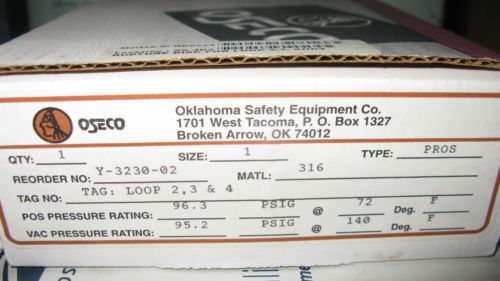 OSECO
OSECO
Oklahoma Safety Equipment Co.
1701 West Tacoma, P. O. Box 1327
Broken Arrow, OK 74012
QTY: 1 SIZE: 1 TYPE: PROS
REORDER NO: Y-3230-02 MATL: 316
TAG NO: TAG: LOOP 2,3 & 4
POS PRESSURE RATING: 96.3 PSIG @ 72 Deg. F
VAC PRESSURE RATING: 95.2 PSIG @ 140 Deg. F